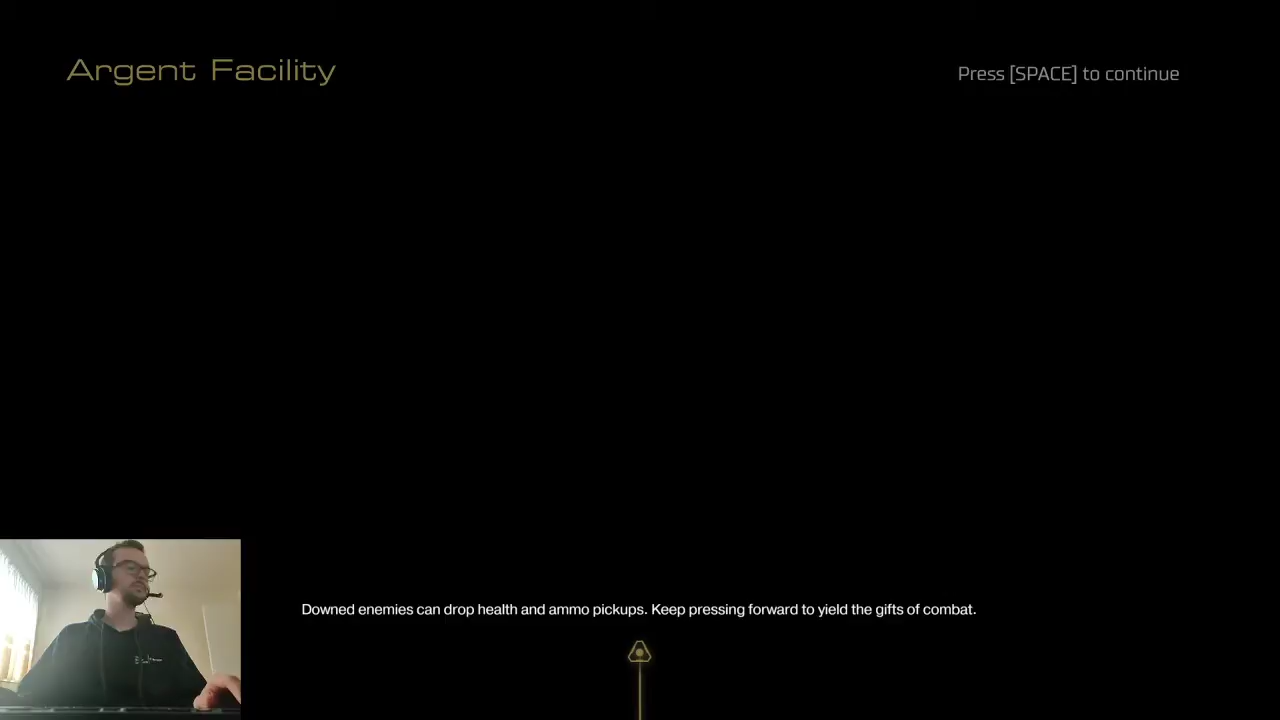 Argent Facility
Press [SPACE] to continue
Downed enemies can drop health and ammo pickups. Keep pressing forward to yield the gifts of combat.